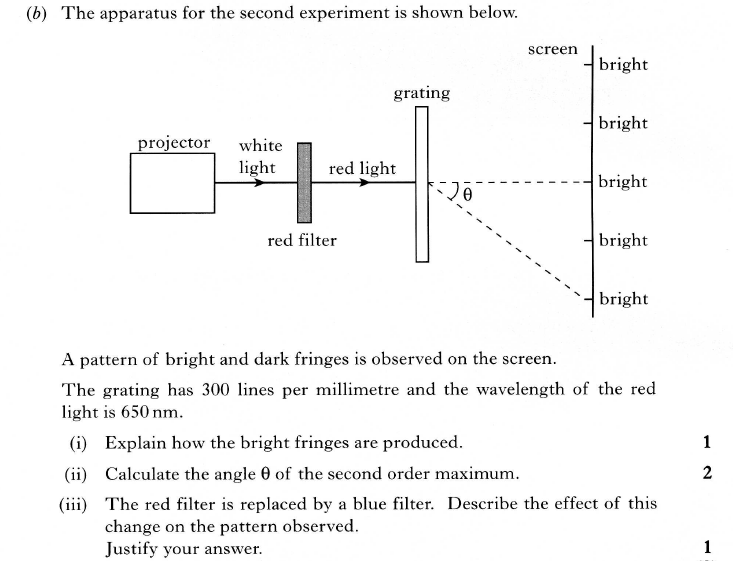 (b) The apparatus for the second experiment is shown below.
screen
bright
grating
bright
projector
white
light
red light
bright
θ
red filter
bright
bright
A pattern of bright and dark fringes is observed on the screen.
The grating has 300 lines per millimetre and the wavelength of the red
light is 650 nm.
(i) Explain how the bright fringes are produced. 1
(ii) Calculate the angle θ of the second order maximum. 2
(iii) The red filter is replaced by a blue filter. Describe the effect of this
change on the pattern observed.
Justify your answer. 1